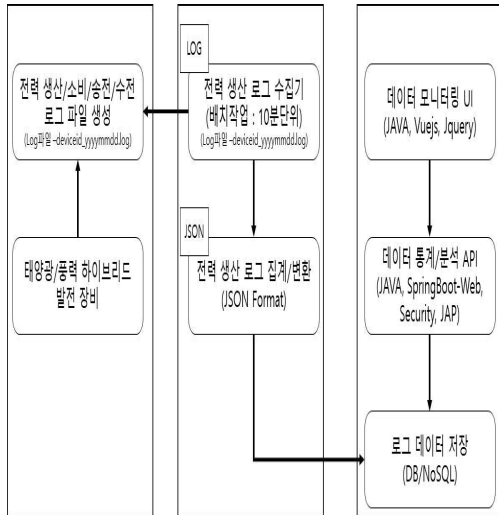 전력 생산/소비/송전/수전
로그 파일 생성
(Log파일–deviceid_yyyymmdd.log)
태양광/풍력 하이브리드
발전 장비
LOG
전력 생산 로그 수집기
(배치작업 : 10분단위)
(Log파일–deviceid_yyyymmdd.log)
JSON
전력 생산 로그 집계/변환
(JSON Format)
데이터 모니터링 UI
(JAVA, Vuejs, Jquery)
데이터 통계/분석 API
(JAVA, SpringBoot-Web,
Security, JAP)
로그 데이터 저장
(DB/NoSQL)